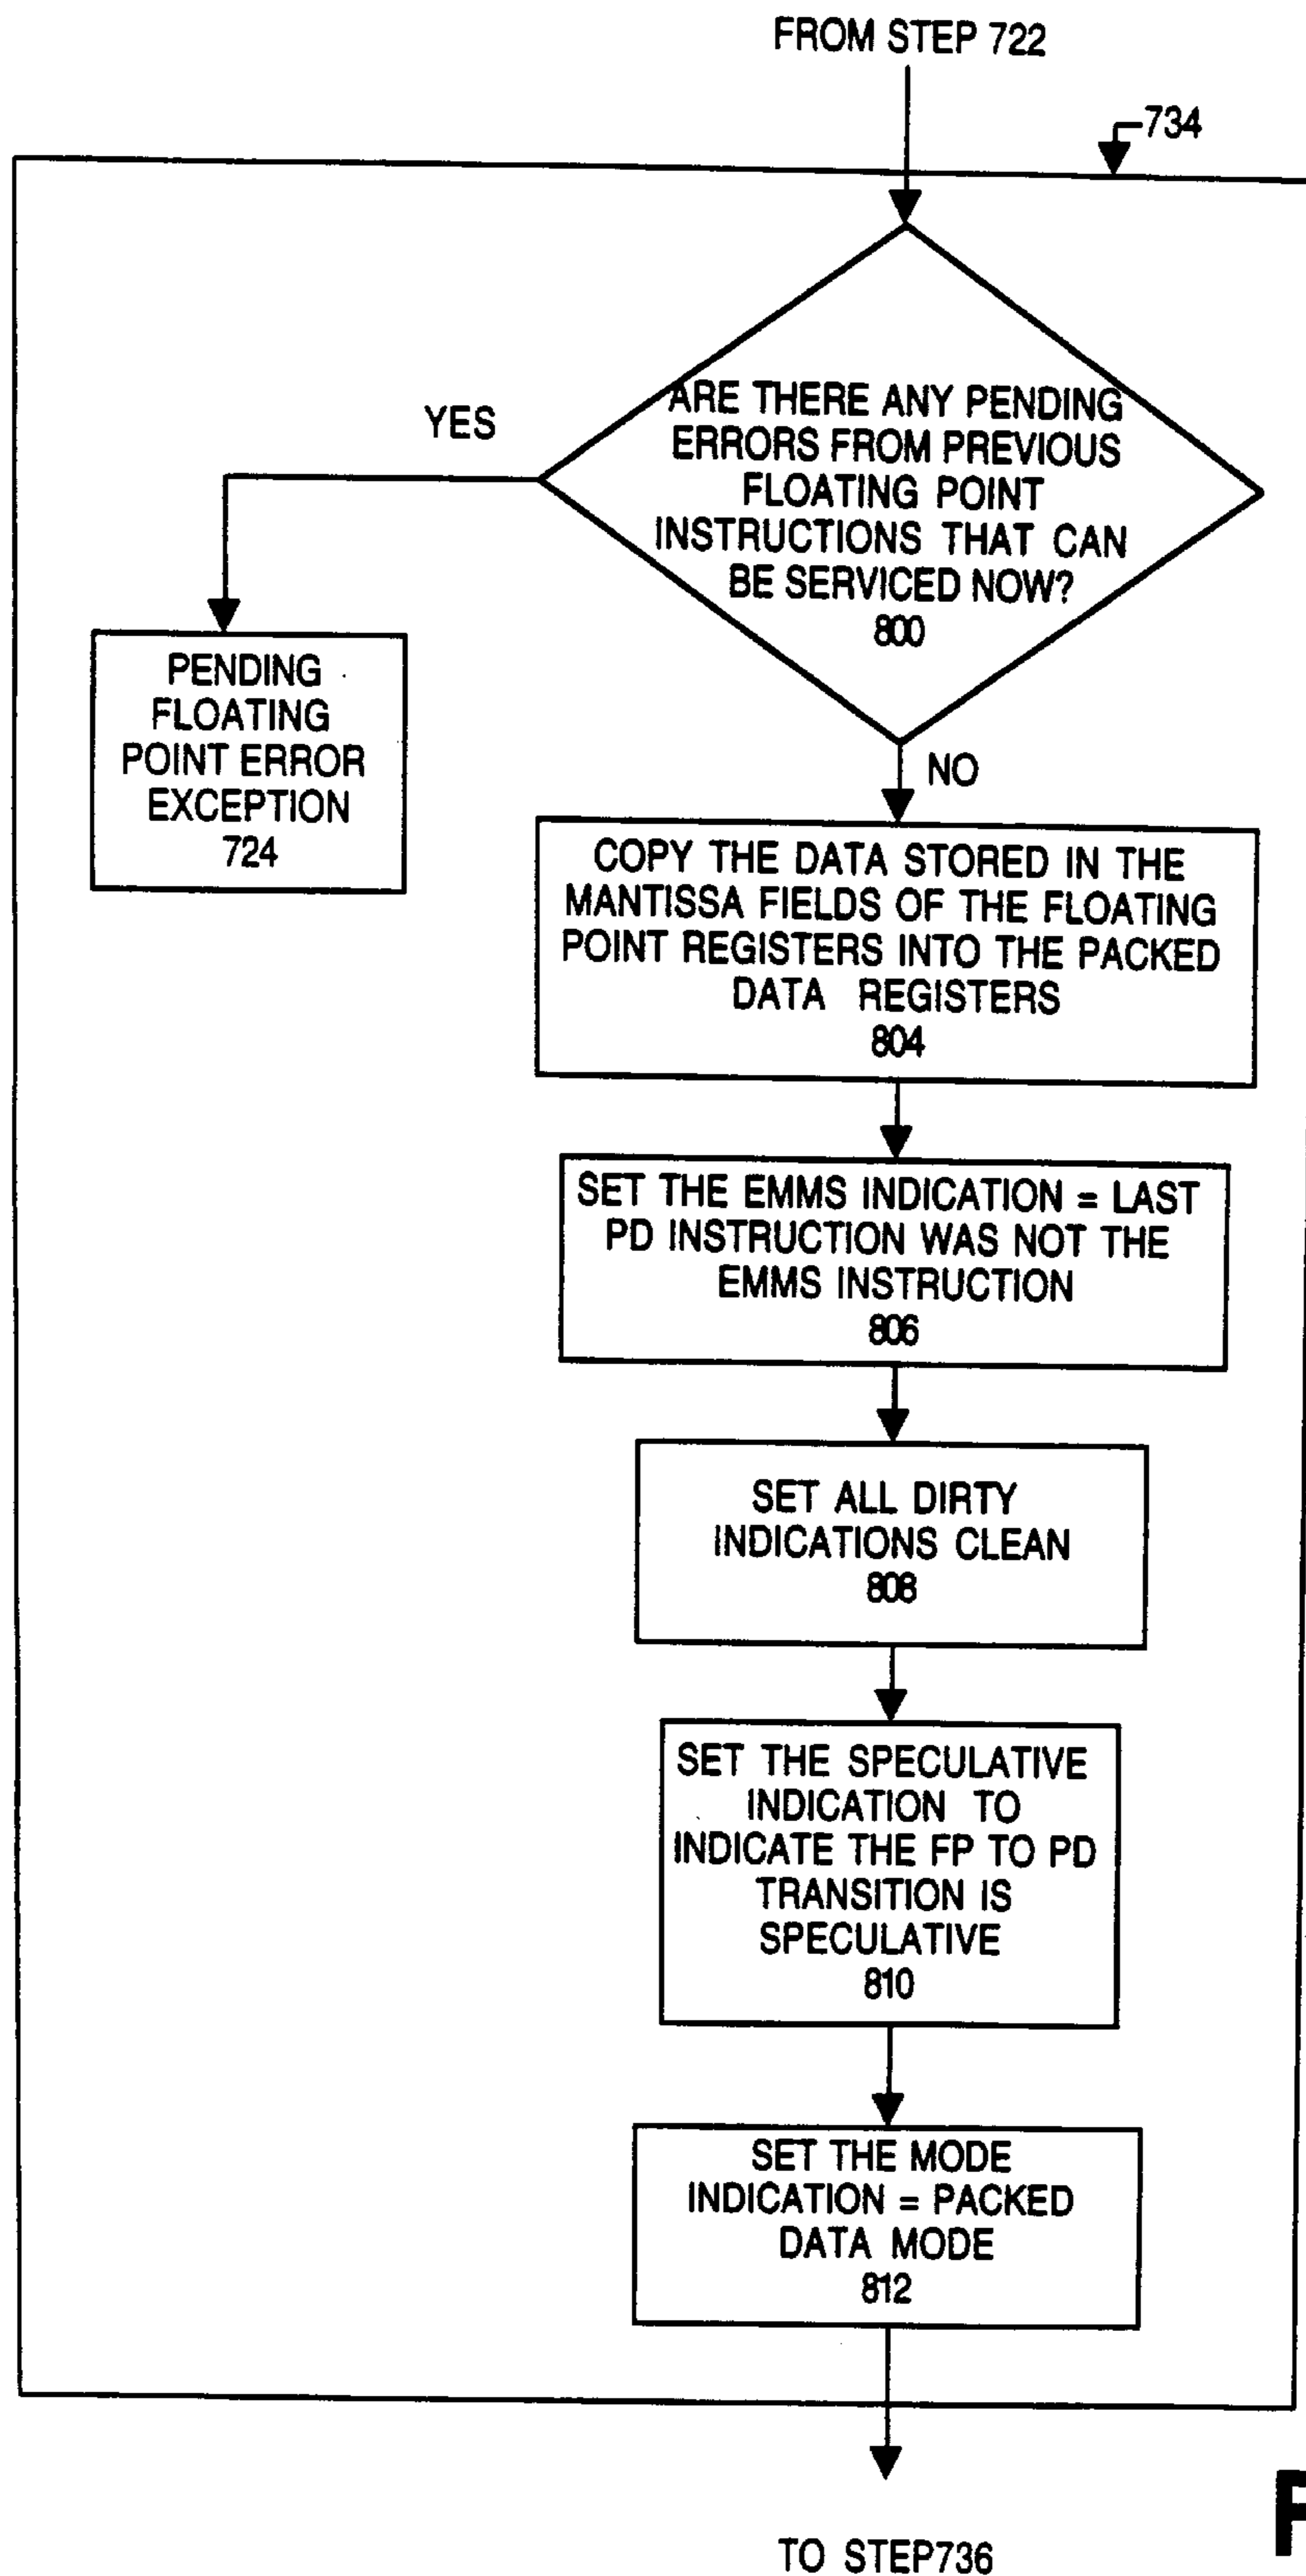 FROM STEP 722
734
ARE THERE ANY PENDING
ERRORS FROM PREVIOUS
FLOATING POINT
INSTRUCTIONS THAT CAN
BE SERVICED NOW?
800
YES
PENDING
FLOATING
POINT ERROR
EXCEPTION
724
NO
COPY THE DATA STORED IN THE
MANTISSA FIELDS OF THE FLOATING
POINT REGISTERS INTO THE PACKED
DATA REGISTERS
804
SET THE EMMS INDICATION = LAST
PD INSTRUCTION WAS NOT THE
EMMS INSTRUCTION
806
SET ALL DIRTY
INDICATIONS CLEAN
808
SET THE SPECULATIVE
INDICATION TO
INDICATE THE FP TO PD
TRANSITION IS
SPECULATIVE
810
SET THE MODE
INDICATION = PACKED
DATA MODE
812
TO STEP736